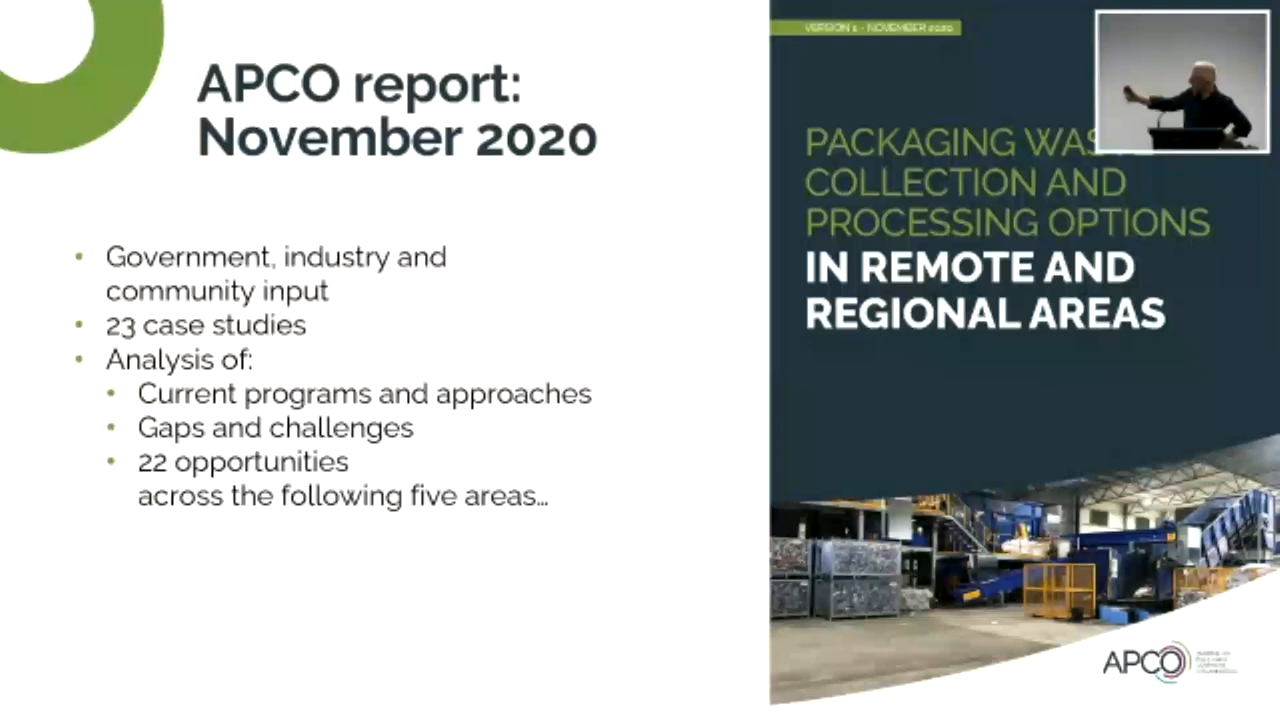 APCO report:
November 2020
• Government, industry and
community input
• 23 case studies
• Analysis of:
• Current programs and approaches
• Gaps and challenges
• 22 opportunities
across the following five areas...
VERSION 1 - NOVEMBER 2020
PACKAGING
COLLECTION AND
PROCESSING OPTIONS
IN REMOTE AND
REGIONAL AREAS
APCO